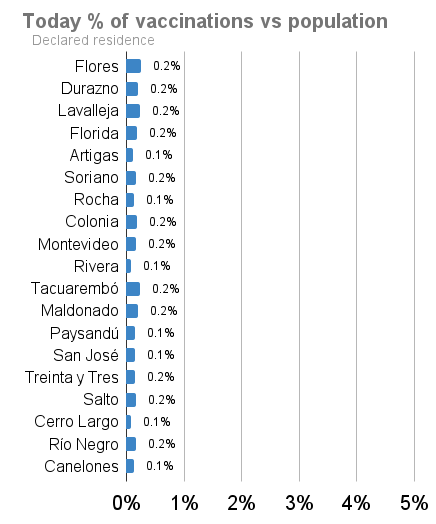 Today % of vaccinations vs population
Declared residence
Flores 0.2%
Durazno 0.2%
Lavalleja 0.2%
Florida 0.2%
Artigas 0.1%
Soriano 0.2%
Rocha 0.1%
Colonia 0.2%
Montevideo 0.2%
Rivera 0.1%
Tacuarembó 0.2%
Maldonado 0.2%
Paysandú 0.1%
San José 0.1%
Treinta y Tres 0.2%
Salto 0.2%
Cerro Largo 0.1%
Río Negro 0.2%
Canelones 0.1%
0% 1% 2% 3% 4% 5%